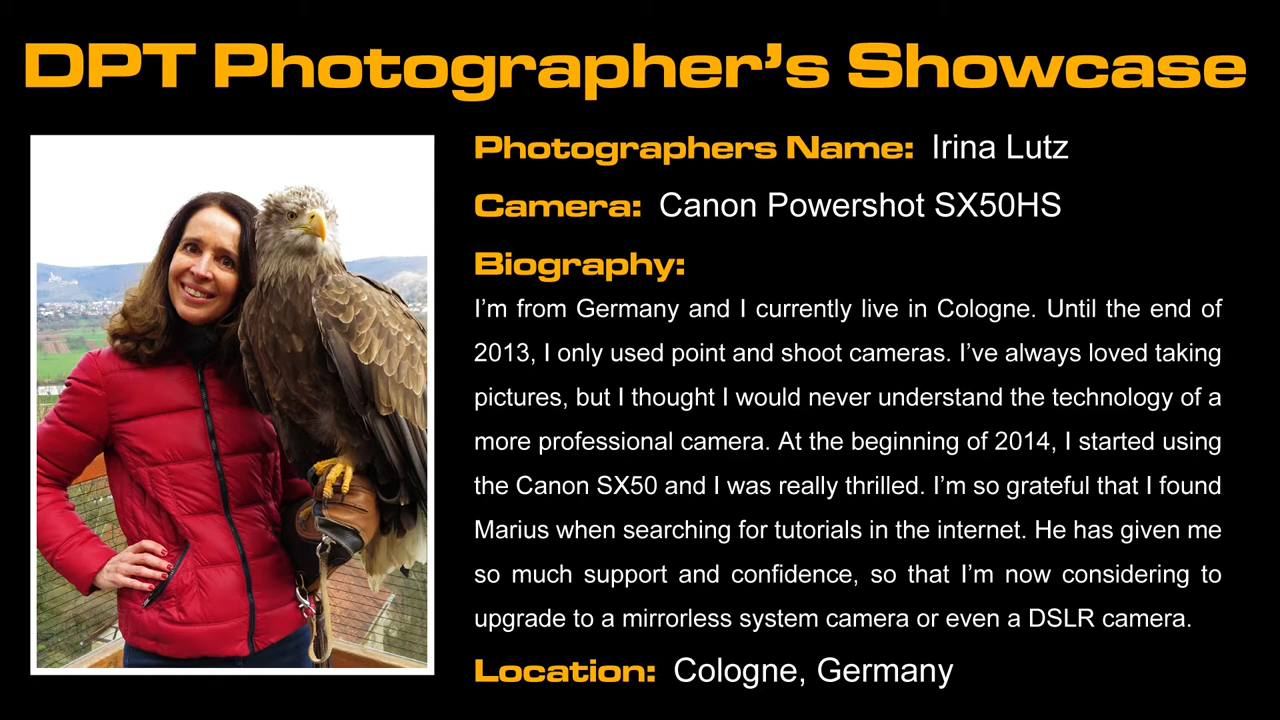 DPT Photographer’s Showcase
Photographers Name: Irina Lutz
Camera: Canon Powershot SX50HS
Biography:
I’m from Germany and I currently live in Cologne. Until the end of
2013, I only used point and shoot cameras. I’ve always loved taking
pictures, but I thought I would never understand the technology of a
more professional camera. At the beginning of 2014, I started using
the Canon SX50 and I was really thrilled. I’m so grateful that I found
Marius when searching for tutorials in the internet. He has given me
so much support and confidence, so that I’m now considering to
upgrade to a mirrorless system camera or even a DSLR camera.
Location: Cologne, Germany